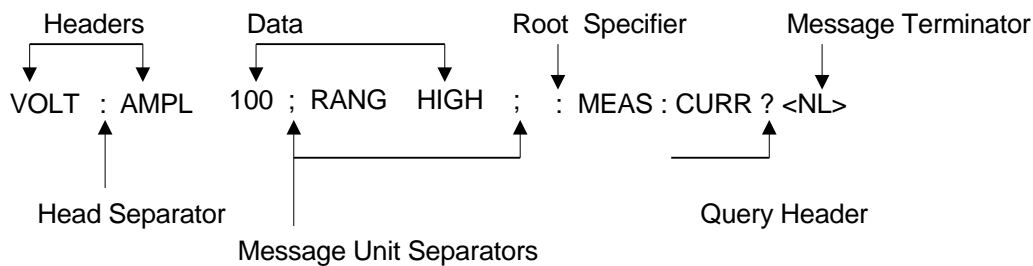 Headers Data Root Specifier Message Terminator
VOLT : AMPL 100 ; RANG HIGH ; : MEAS : CURR ? <NL>
Head Separator Query Header
Message Unit Separators